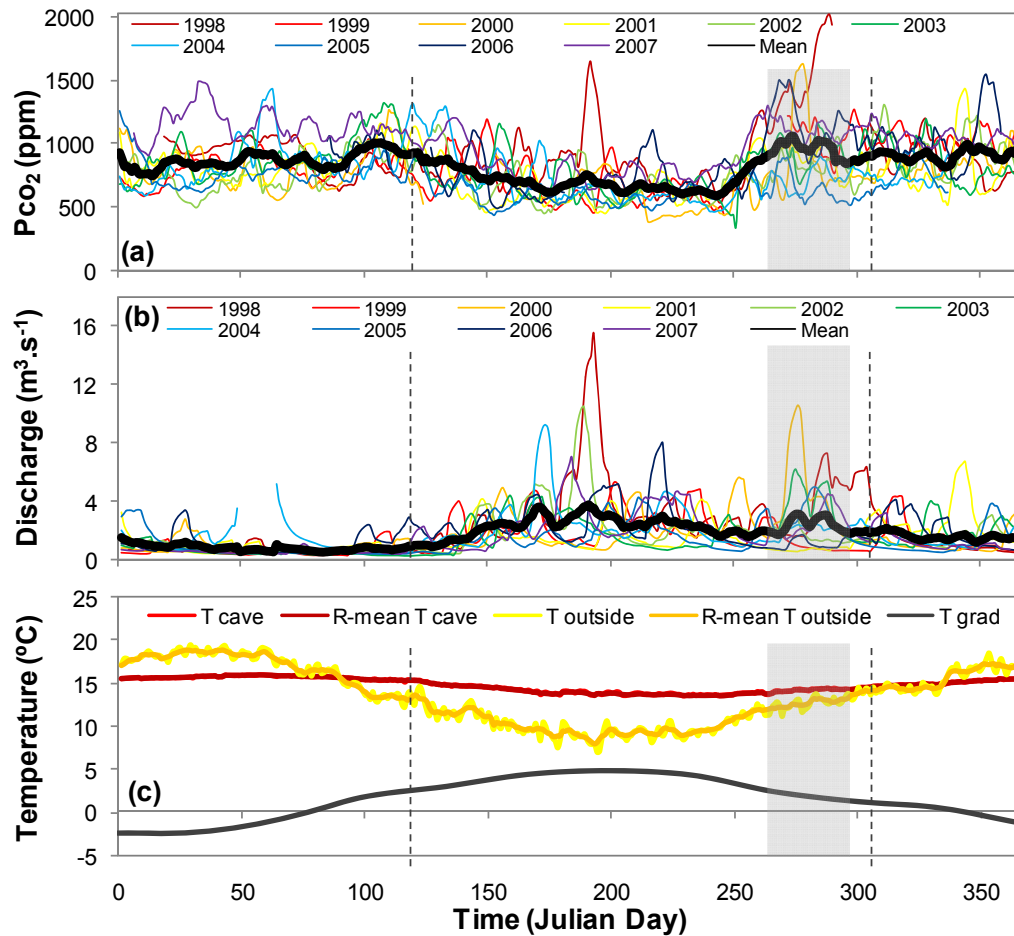 2000
1500
1000
500
0
Pco₂ (ppm)
1998 1999 2000 2001 2002 2003
2004 2005 2006 2007 Mean
(a)
16
12
8
4
0
Discharge (m³.s⁻¹)
(b)
1998 1999 2000 2001 2002 2003
2004 2005 2006 2007 Mean
25
20
15
10
5
0
-5
Temperature (ºC)
T cave R-mean T cave T outside R-mean T outside T grad
(c)
0 50 100 150 200 250 300 350
Time (Julian Day)